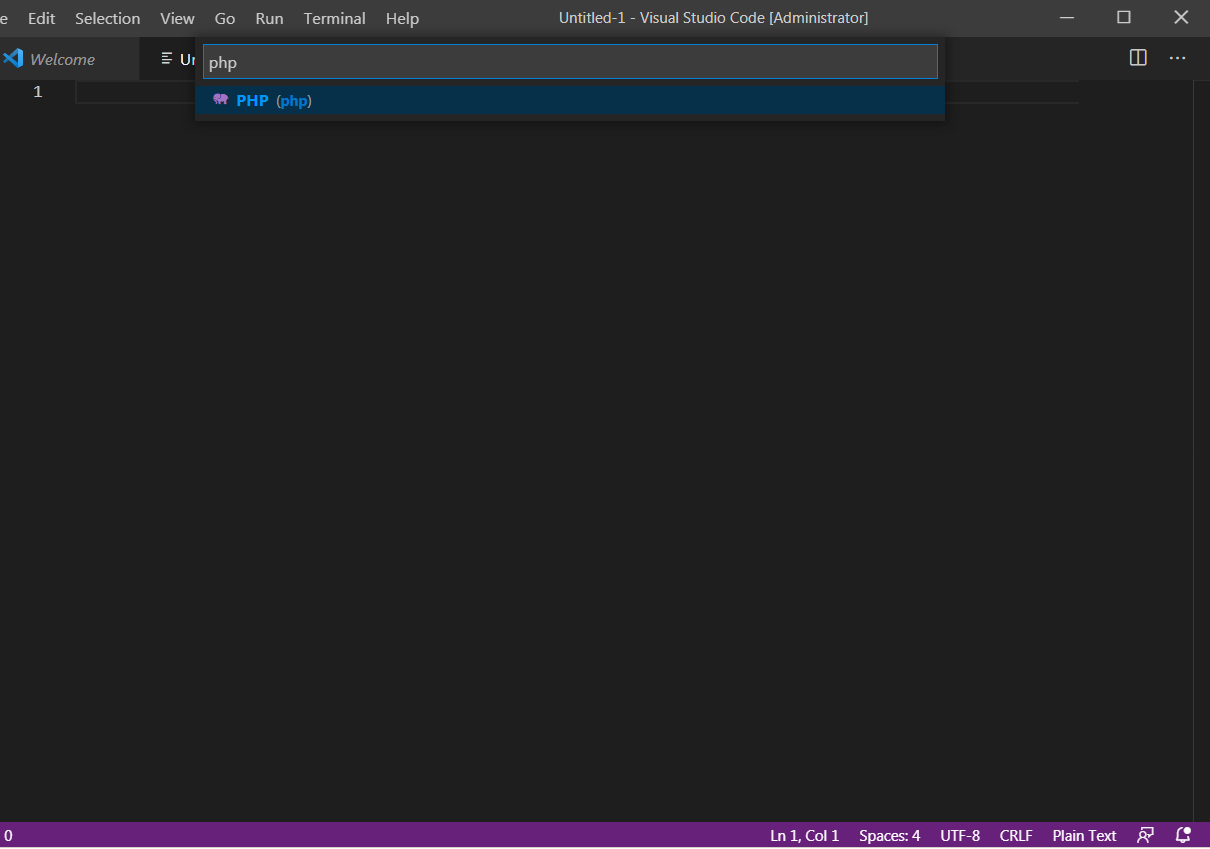 e Edit Selection View Go Run Terminal Help Untitled-1 - Visual Studio Code [Administrator]
Welcome Un
php
PHP (php)
1
0 Ln 1, Col 1 Spaces: 4 UTF-8 CRLF Plain Text